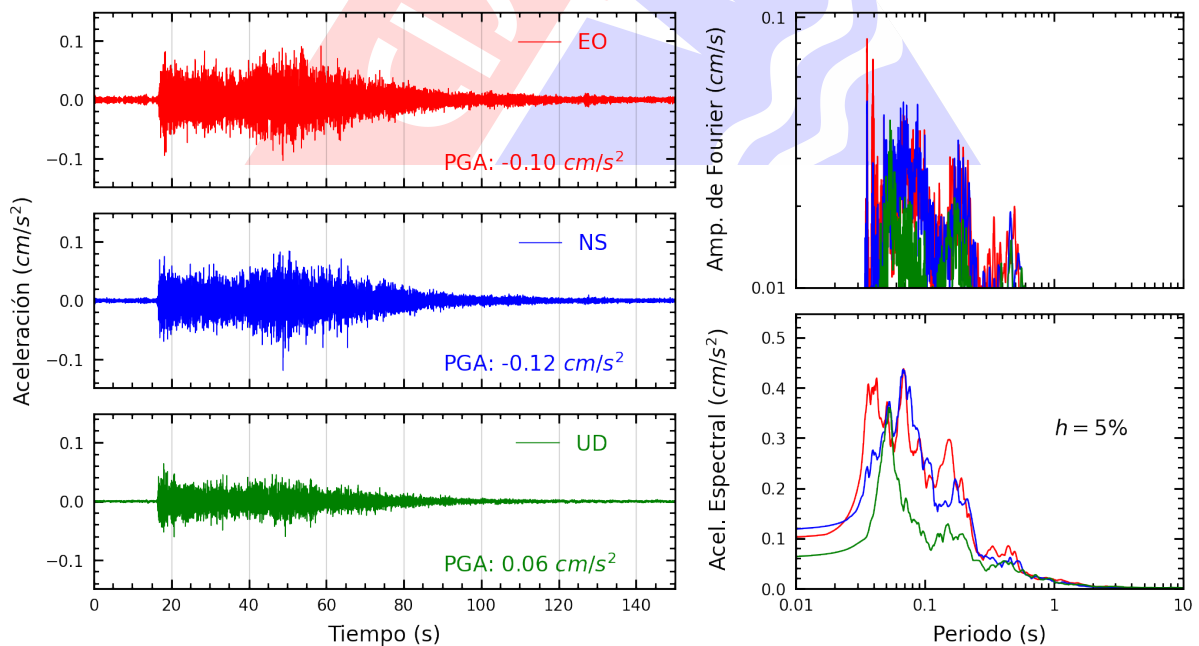 Aceleración (cm/s²)
0.1
0.0
−0.1
EO
PGA: -0.10 cm/s²
0.1
0.0
−0.1
NS
PGA: -0.12 cm/s²
0.1
0.0
−0.1
UD
PGA: 0.06 cm/s²
0 20 40 60 80 100 120 140
Tiempo (s)
Amp. de Fourier (cm/s)
0.1
0.01
Acel. Espectral (cm/s²)
0.5
0.4
0.3
0.2
0.1
0.0
h = 5%
0.01 0.1 1 10
Periodo (s)